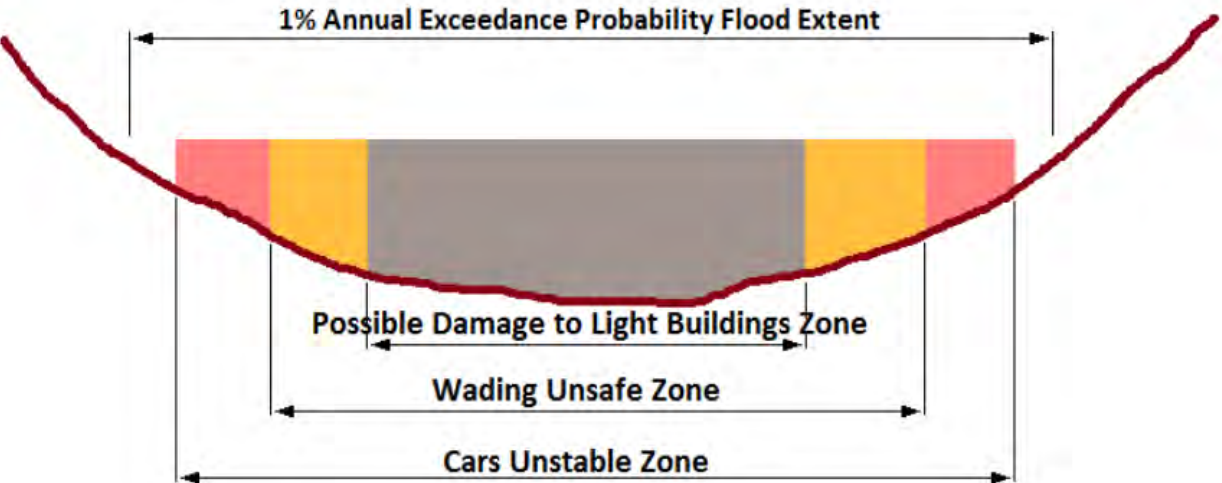 1% Annual Exceedance Probability Flood Extent
Possible Damage to Light Buildings Zone
Wading Unsafe Zone
Cars Unstable Zone